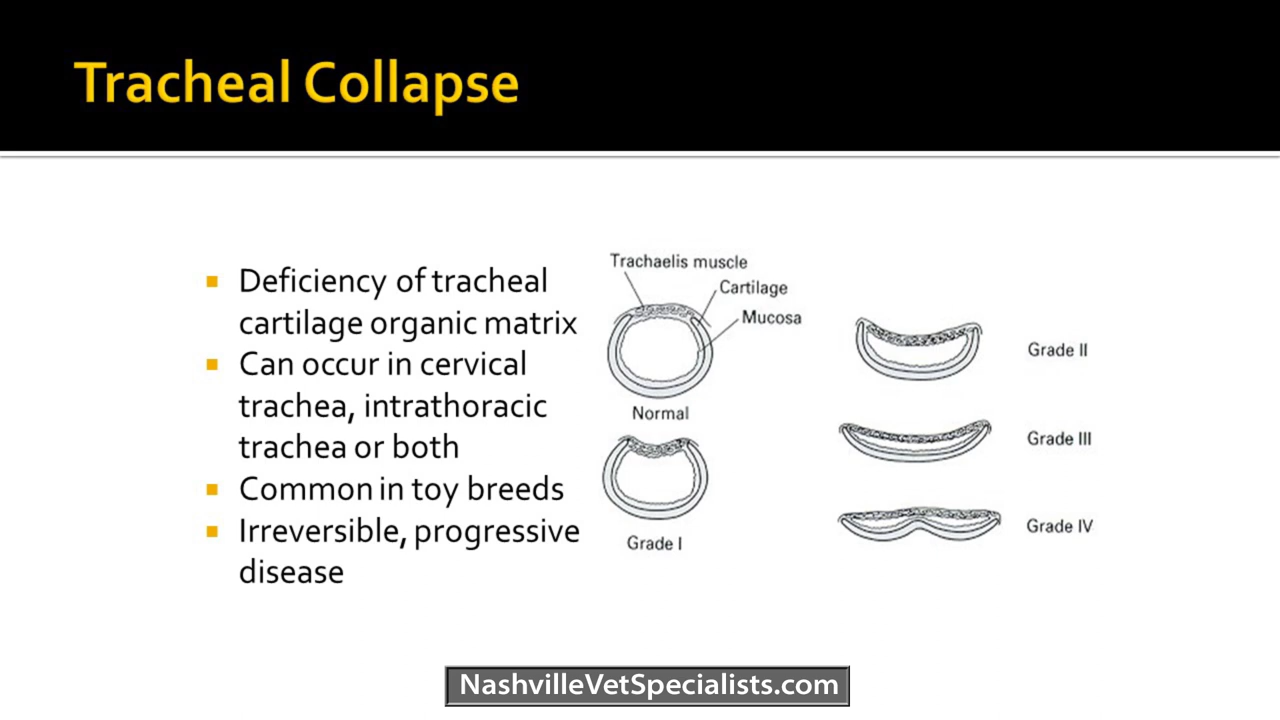 Tracheal Collapse
Deficiency of tracheal
cartilage organic matrix
Can occur in cervical
trachea, intrathoracic
trachea or both
Common in toy breeds
Irreversible, progressive
disease
Trachaelis muscle
Cartilage
Mucosa
Normal
Grade I
Grade II
Grade III
Grade IV
NashvilleVetSpecialists.com